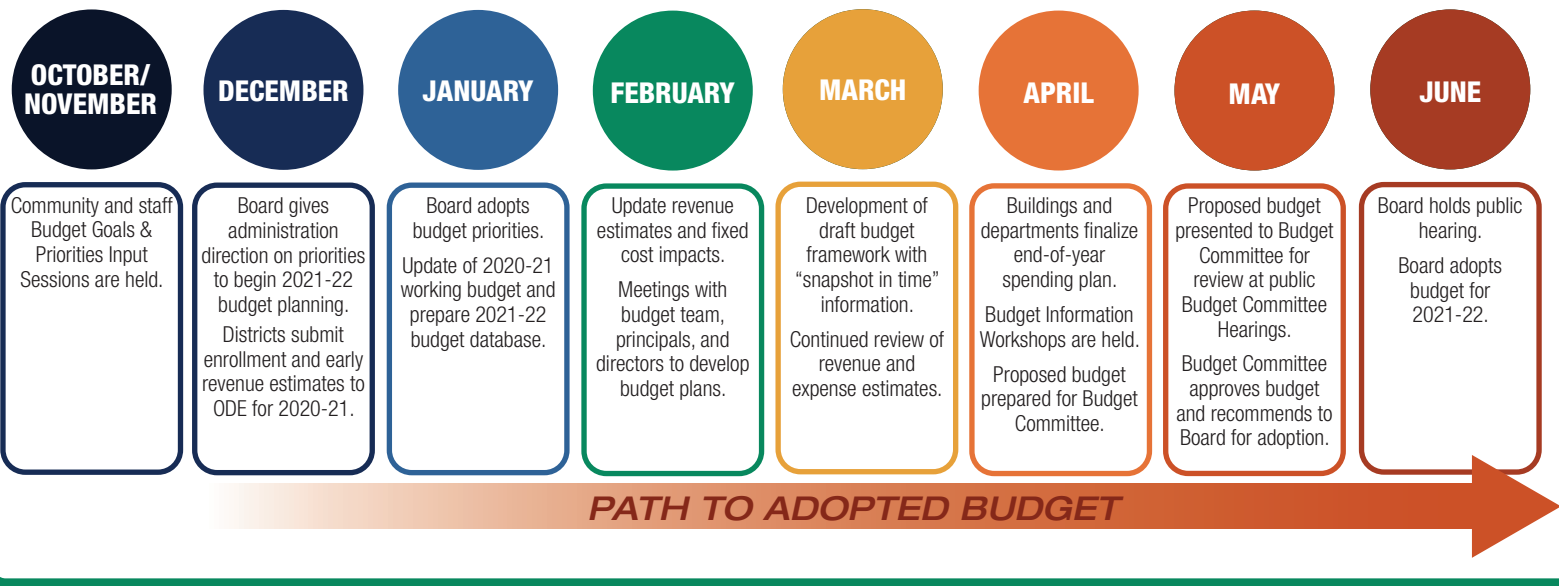 OCTOBER/
NOVEMBER
Community and staff
Budget Goals &
Priorities Input
Sessions are held.
DECEMBER
Board gives
administration
direction on priorities
to begin 2021-22
budget planning.
Districts submit
enrollment and early
revenue estimates to
ODE for 2020-21.
JANUARY
Board adopts
budget priorities.
Update of 2020-21
working budget and
prepare 2021-22
budget database.
FEBRUARY
Update revenue
estimates and fixed
cost impacts.
Meetings with
budget team,
principals, and
directors to develop
budget plans.
MARCH
Development of
draft budget
framework with
“snapshot in time”
information.
Continued review of
revenue and
expense estimates.
APRIL
Buildings and
departments finalize
end-of-year
spending plan.
Budget Information
Workshops are held.
Proposed budget
prepared for Budget
Committee.
MAY
Proposed budget
presented to Budget
Committee for
review at public
Budget Committee
Hearings.
Budget Committee
approves budget
and recommends to
Board for adoption.
JUNE
Board holds public
hearing.
Board adopts
budget for
2021-22.
PATH TO ADOPTED BUDGET